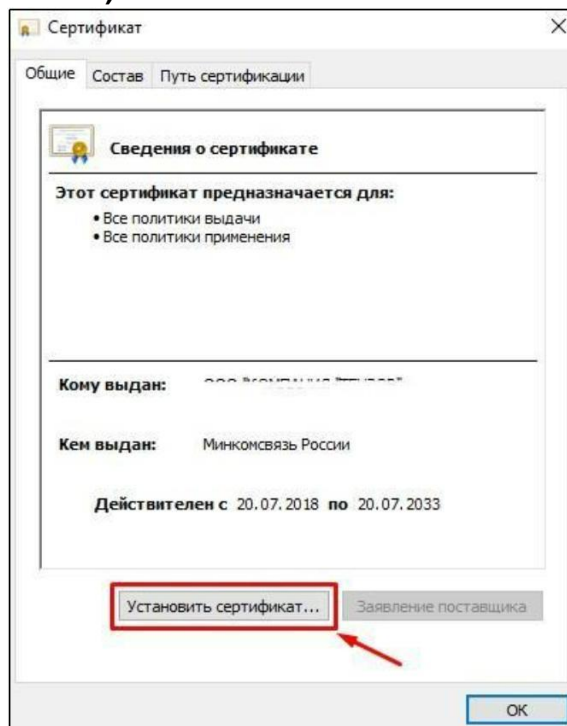 Сертификат
Общие Состав Путь сертификации
Сведения о сертификате
Этот сертификат предназначается для:
• Все политики выдачи
• Все политики применения
Кому выдан:
Кем выдан: Минкомсвязь России
Действителен с 20.07.2018 по 20.07.2033
Установить сертификат... Заявление поставщика
ОК